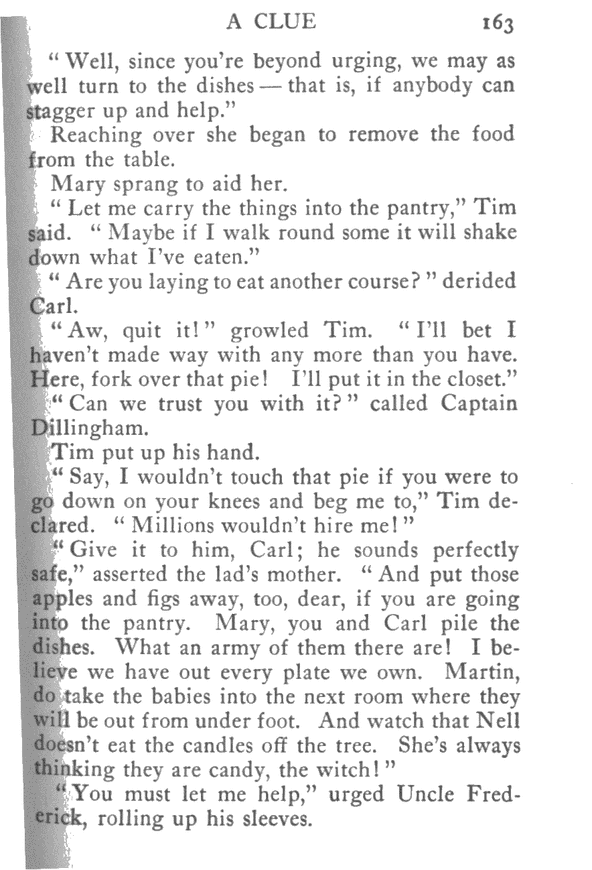 A CLUE 163
“ Well, since you’re beyond urging, we may as
well turn to the dishes — that is, if anybody can
stagger up and help.”
Reaching over she began to remove the food
from the table.
Mary sprang to aid her.
“ Let me carry the things into the pantry,” Tim
said. “ Maybe if I walk round some it will shake
down what I’ve eaten.”
“ Are you laying to eat another course? ” derided
Carl.
“ Aw, quit it! ” growled Tim. “ I’ll bet I
haven’t made way with any more than you have.
Here, fork over that pie! I’ll put it in the closet.”
“ Can we trust you with it? ” called Captain
Dillingham.
Tim put up his hand.
“ Say, I wouldn’t touch that pie if you were to
go down on your knees and beg me to,” Tim de-
clared. “ Millions wouldn’t hire me! ”
“ Give it to him, Carl; he sounds perfectly
safe,” asserted the lad’s mother. “ And put those
apples and figs away, too, dear, if you are going
into the pantry. Mary, you and Carl pile the
dishes. What an army of them there are! I be-
lieve we have out every plate we own. Martin,
do take the babies into the next room where they
will be out from under foot. And watch that Nell
doesn’t eat the candles off the tree. She’s always
thinking they are candy, the witch! ”
“ You must let me help,” urged Uncle Fred-
erick, rolling up his sleeves.